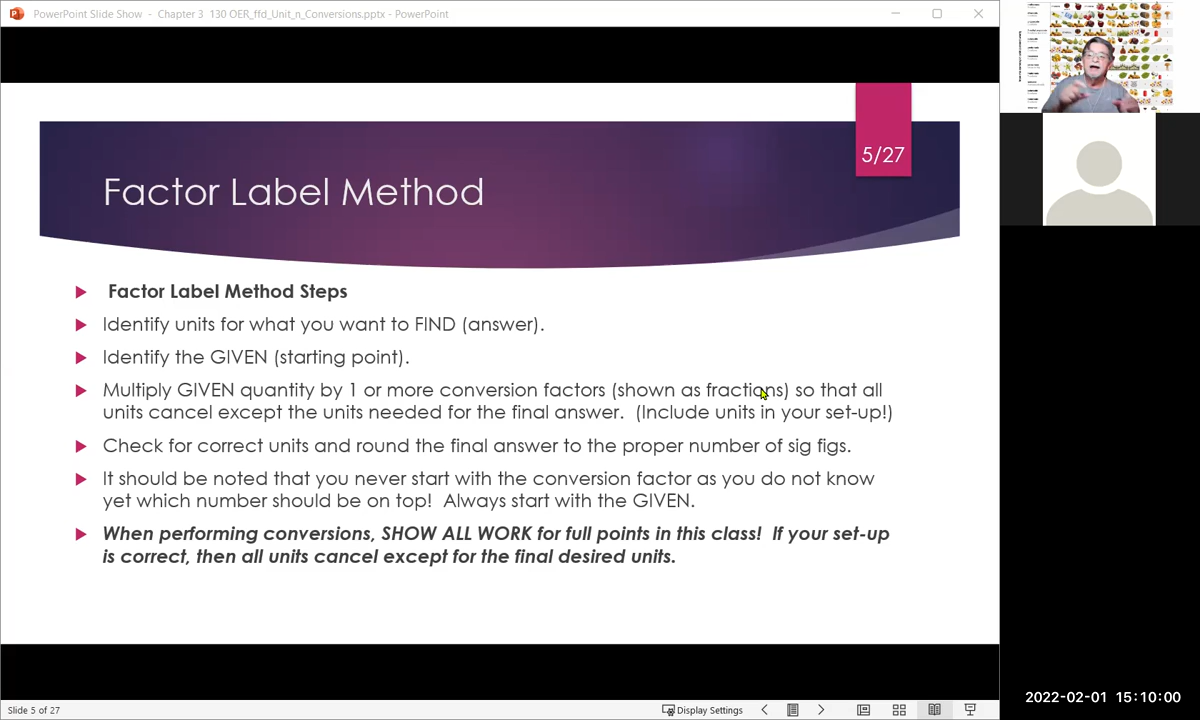 PowerPoint Slide Show - Chapter 3 130 OER_ffd_Unit_n_Conversions.pptx - PowerPoint
5/27
Factor Label Method
Factor Label Method Steps
Identify units for what you want to FIND (answer).
Identify the GIVEN (starting point).
Multiply GIVEN quantity by 1 or more conversion factors (shown as fractions) so that all
units cancel except the units needed for the final answer. (Include units in your set-up!)
Check for correct units and round the final answer to the proper number of sig figs.
It should be noted that you never start with the conversion factor as you do not know
yet which number should be on top! Always start with the GIVEN.
When performing conversions, SHOW ALL WORK for full points in this class! If your set-up
is correct, then all units cancel except for the final desired units.
Slide 5 of 27
Display Settings
2022-02-01 15:10:00